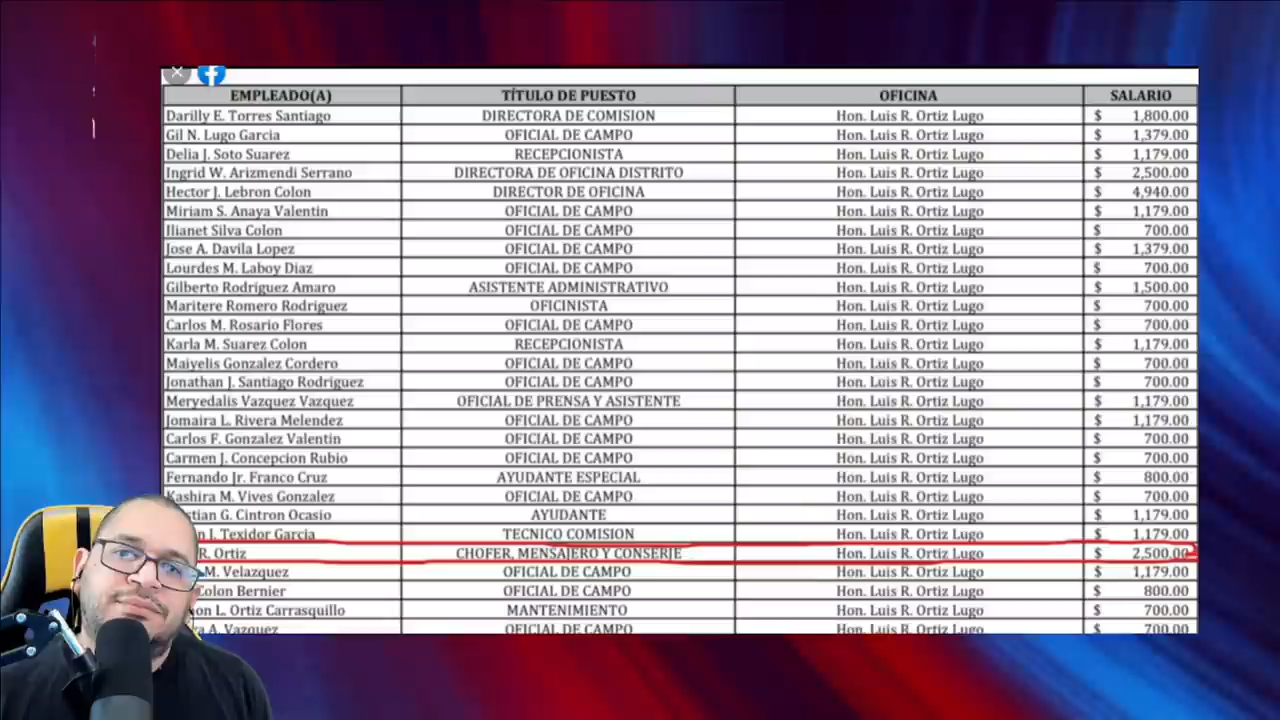 EMPLEADO(A) TÍTULO DE PUESTO OFICINA SALARIO
Darilly E. Torres Santiago DIRECTORA DE COMISION Hon. Luis R. Ortiz Lugo $ 1,800.00
Gil N. Lugo Garcia OFICIAL DE CAMPO Hon. Luis R. Ortiz Lugo $ 1,379.00
Delia J. Soto Suarez RECEPCIONISTA Hon. Luis R. Ortiz Lugo $ 1,179.00
Ingrid W. Arizmendi Serrano DIRECTORA DE OFICINA DISTRITO Hon. Luis R. Ortiz Lugo $ 2,500.00
Hector J. Lebron Colon DIRECTOR DE OFICINA Hon. Luis R. Ortiz Lugo $ 4,940.00
Miriam S. Anaya Valentin OFICIAL DE CAMPO Hon. Luis R. Ortiz Lugo $ 1,179.00
Ilianet Silva Colon OFICIAL DE CAMPO Hon. Luis R. Ortiz Lugo $ 700.00
Jose A. Davila Lopez OFICIAL DE CAMPO Hon. Luis R. Ortiz Lugo $ 1,379.00
Lourdes M. Laboy Diaz OFICIAL DE CAMPO Hon. Luis R. Ortiz Lugo $ 700.00
Gilberto Rodriguez Amaro ASISTENTE ADMINISTRATIVO Hon. Luis R. Ortiz Lugo $ 1,500.00
Maritere Romero Rodriguez OFICINISTA Hon. Luis R. Ortiz Lugo $ 700.00
Carlos M. Rosario Flores OFICIAL DE CAMPO Hon. Luis R. Ortiz Lugo $ 700.00
Karla M. Suarez Colon RECEPCIONISTA Hon. Luis R. Ortiz Lugo $ 1,179.00
Maiyelis Gonzalez Cordero OFICIAL DE CAMPO Hon. Luis R. Ortiz Lugo $ 700.00
Jonathan J. Santiago Rodriguez OFICIAL DE CAMPO Hon. Luis R. Ortiz Lugo $ 700.00
Meryedalis Vazquez Vazquez OFICIAL DE PRENSA Y ASISTENTE Hon. Luis R. Ortiz Lugo $ 1,179.00
Jomaira L. Rivera Melendez OFICIAL DE CAMPO Hon. Luis R. Ortiz Lugo $ 1,179.00
Carlos F. Gonzalez Valentin OFICIAL DE CAMPO Hon. Luis R. Ortiz Lugo $ 700.00
Carmen J. Concepcion Rubio OFICIAL DE CAMPO Hon. Luis R. Ortiz Lugo $ 700.00
Fernando Jr. Franco Cruz AYUDANTE ESPECIAL Hon. Luis R. Ortiz Lugo $ 800.00
Kashira M. Vives Gonzalez OFICIAL DE CAMPO Hon. Luis R. Ortiz Lugo $ 700.00
G. Cintron Ocasio AYUDANTE Hon. Luis R. Ortiz Lugo $ 1,179.00
Texidor Garcia TECNICO COMISION Hon. Luis R. Ortiz Lugo $ 1,179.00
R. Ortiz CHOFER, MENSAJERO Y CONSERJE Hon. Luis R. Ortiz Lugo $ 2,500.00
M. Velazquez OFICIAL DE CAMPO Hon. Luis R. Ortiz Lugo $ 1,179.00
Colon Bernier OFICIAL DE CAMPO Hon. Luis R. Ortiz Lugo $ 800.00
L. Ortiz Carrasquillo MANTENIMIENTO Hon. Luis R. Ortiz Lugo $ 700.00
A. Vazquez OFICIAL DE CAMPO Hon. Luis R. Ortiz Lugo $ 700.00